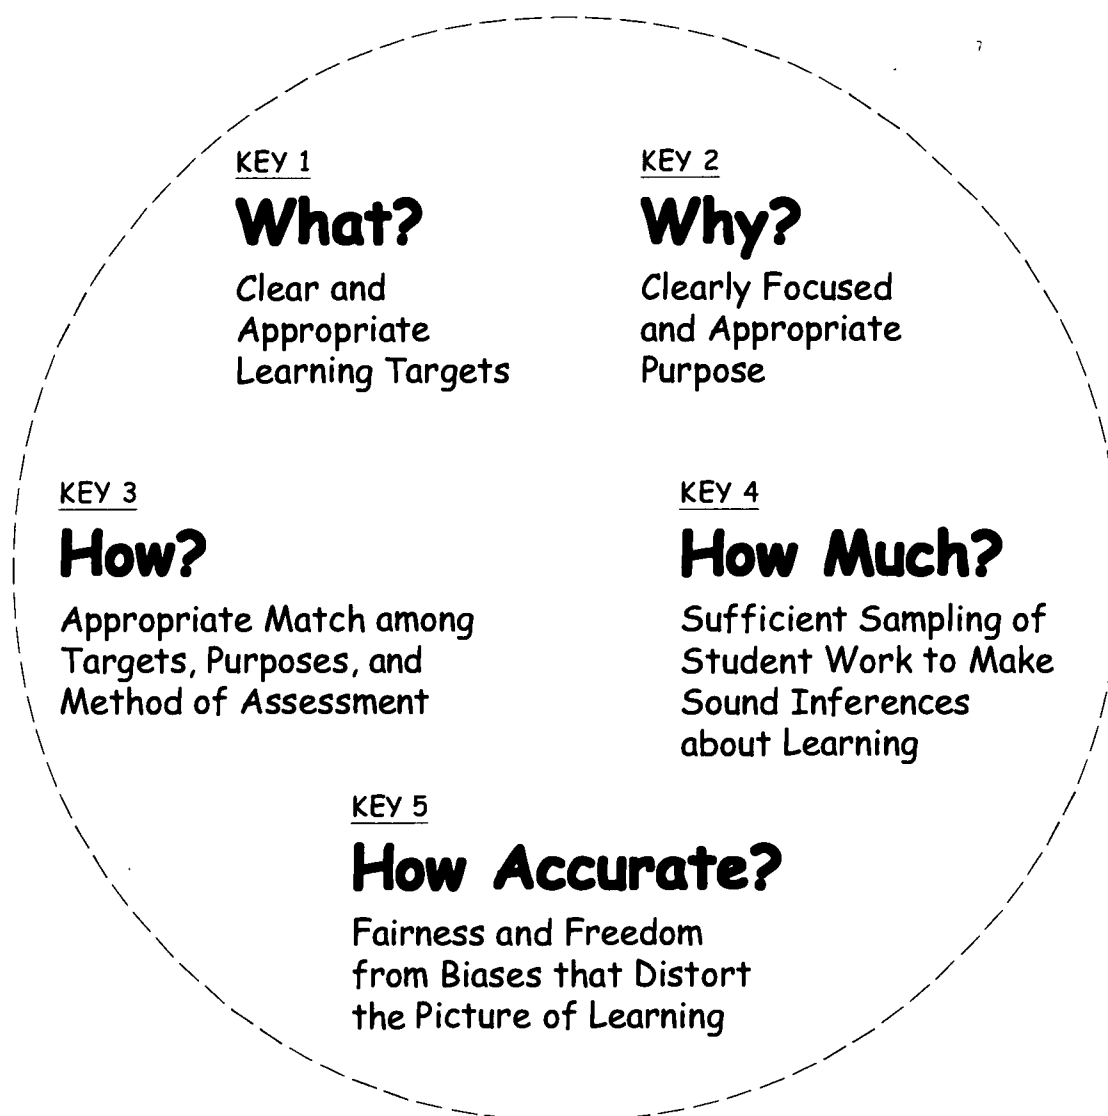 KEY 1
What?
Clear and
Appropriate
Learning Targets
KEY 2
Why?
Clearly Focused
and Appropriate
Purpose
KEY 3
How?
Appropriate Match among
Targets, Purposes, and
Method of Assessment
KEY 4
How Much?
Sufficient Sampling of
Student Work to Make
Sound Inferences
about Learning
KEY 5
How Accurate?
Fairness and Freedom
from Biases that Distort
the Picture of Learning